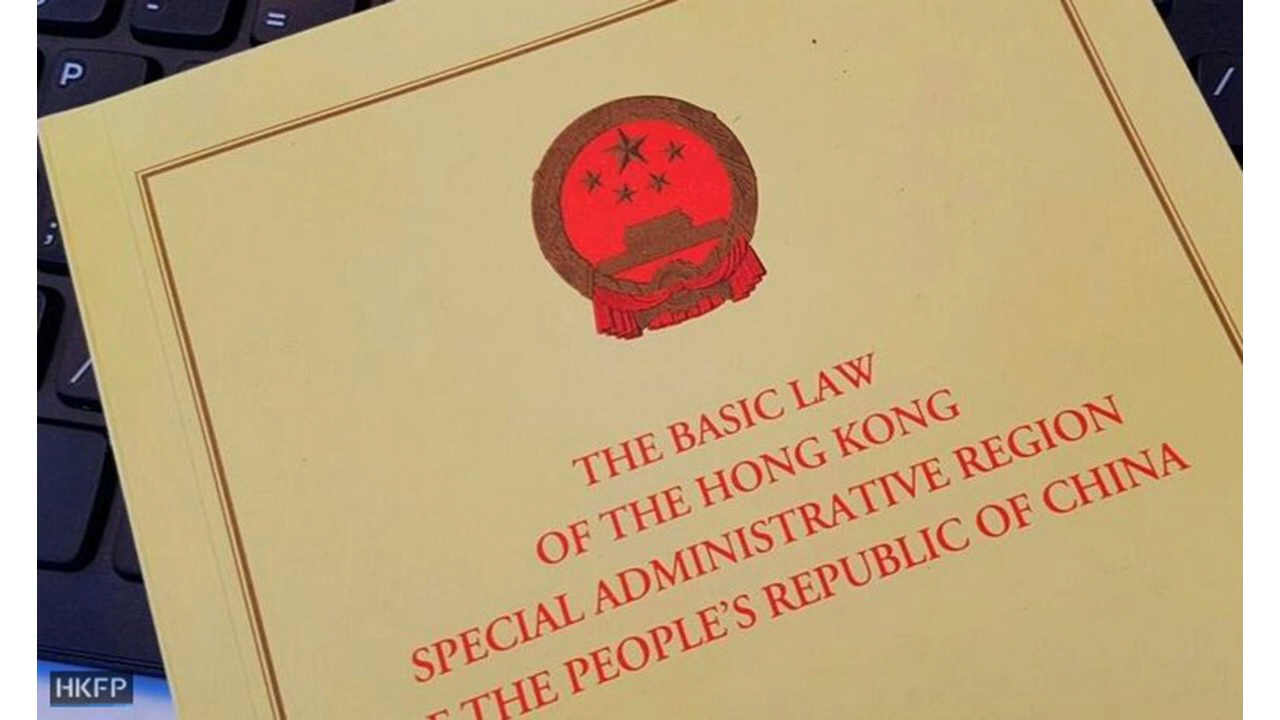 -
=
P
;
/
/
THE BASIC LAW
OF THE HONG KONG
SPECIAL ADMINISTRATIVE REGION
THE PEOPLE'S REPUBLIC OF CHINA
HKFP